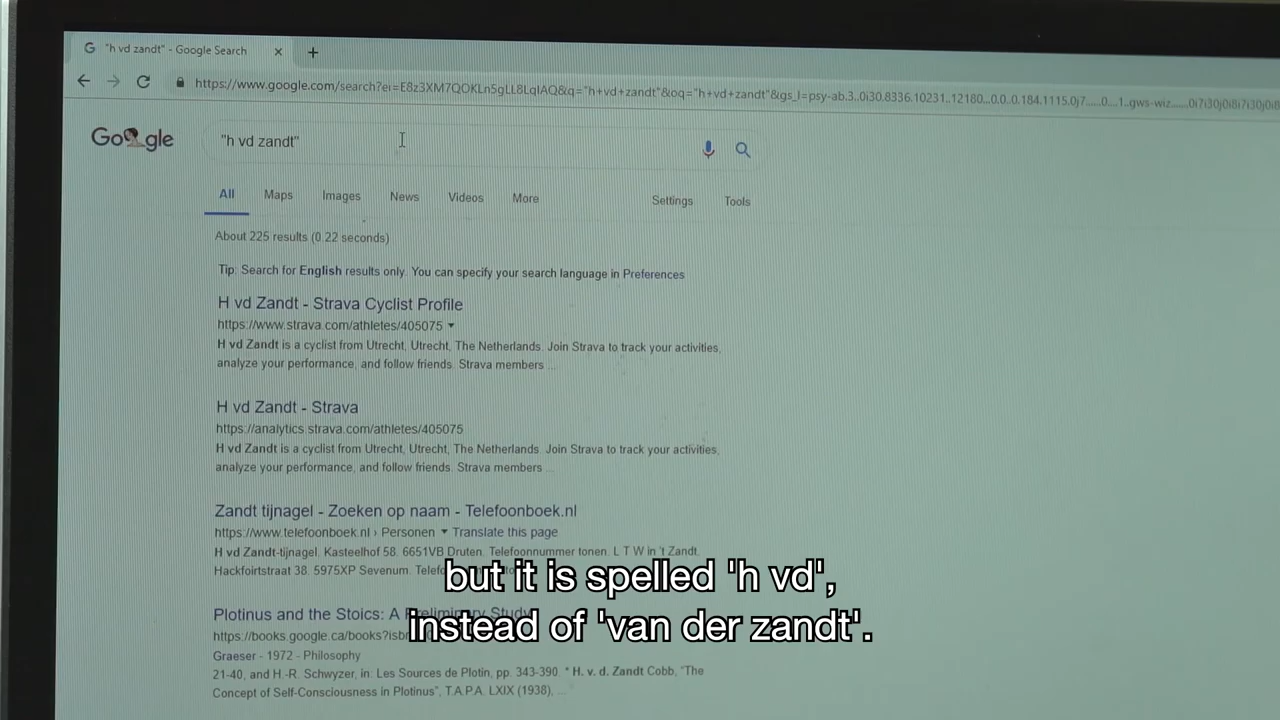 "h vd zandt" - Google Search
https://www.google.com/search?ei=E8z3XM7QOKLn5gLL8LqIAQ&q="h+vd+zandt"&oq="h+vd+zandt"&gs_l=psy-ab.3..0i30.8336.10231..12180...0.0..0.184.1115.0j7......0....1..gws-wiz.......0i7i30j0i8i7i30j0i8
Google
"h vd zandt"
All Maps Images News Videos More Settings Tools
About 225 results (0.22 seconds)
Tip: Search for English results only. You can specify your search language in Preferences
H vd Zandt - Strava Cyclist Profile
https://www.strava.com/athletes/405075
H vd Zandt is a cyclist from Utrecht, Utrecht, The Netherlands. Join Strava to track your activities,
analyze your performance, and follow friends. Strava members ...
H vd Zandt - Strava
https://analytics.strava.com/athletes/405075
H vd Zandt is a cyclist from Utrecht, Utrecht, The Netherlands. Join Strava to track your activities,
analyze your performance, and follow friends. Strava members ...
Zandt tijnagel - Zoeken op naam - Telefoonboek.nl
https://www.telefoonboek.nl › Personen Translate this page
H vd Zandt-tijnagel. Kasteelhof 58. 6651VB Druten. Telefoonnummer tonen. L T W in 't Zandt.
Hackfoirtstraat 38. 5975XP Sevenum.
but it is spelled 'h vd',
Plotinus and the Stoics: A Preliminary Study
https://books.google.ca/books?isb
instead of 'van der zandt'.
Graeser - 1972 - Philosophy
21-40, and H.-R. Schwyzer, in: Les Sources de Plotin, pp. 343-390. * H. v. d. Zandt Cobb, "The
Concept of Self-Consciousness in Plotinus", T.A.P.A. LXIX (1938), ...